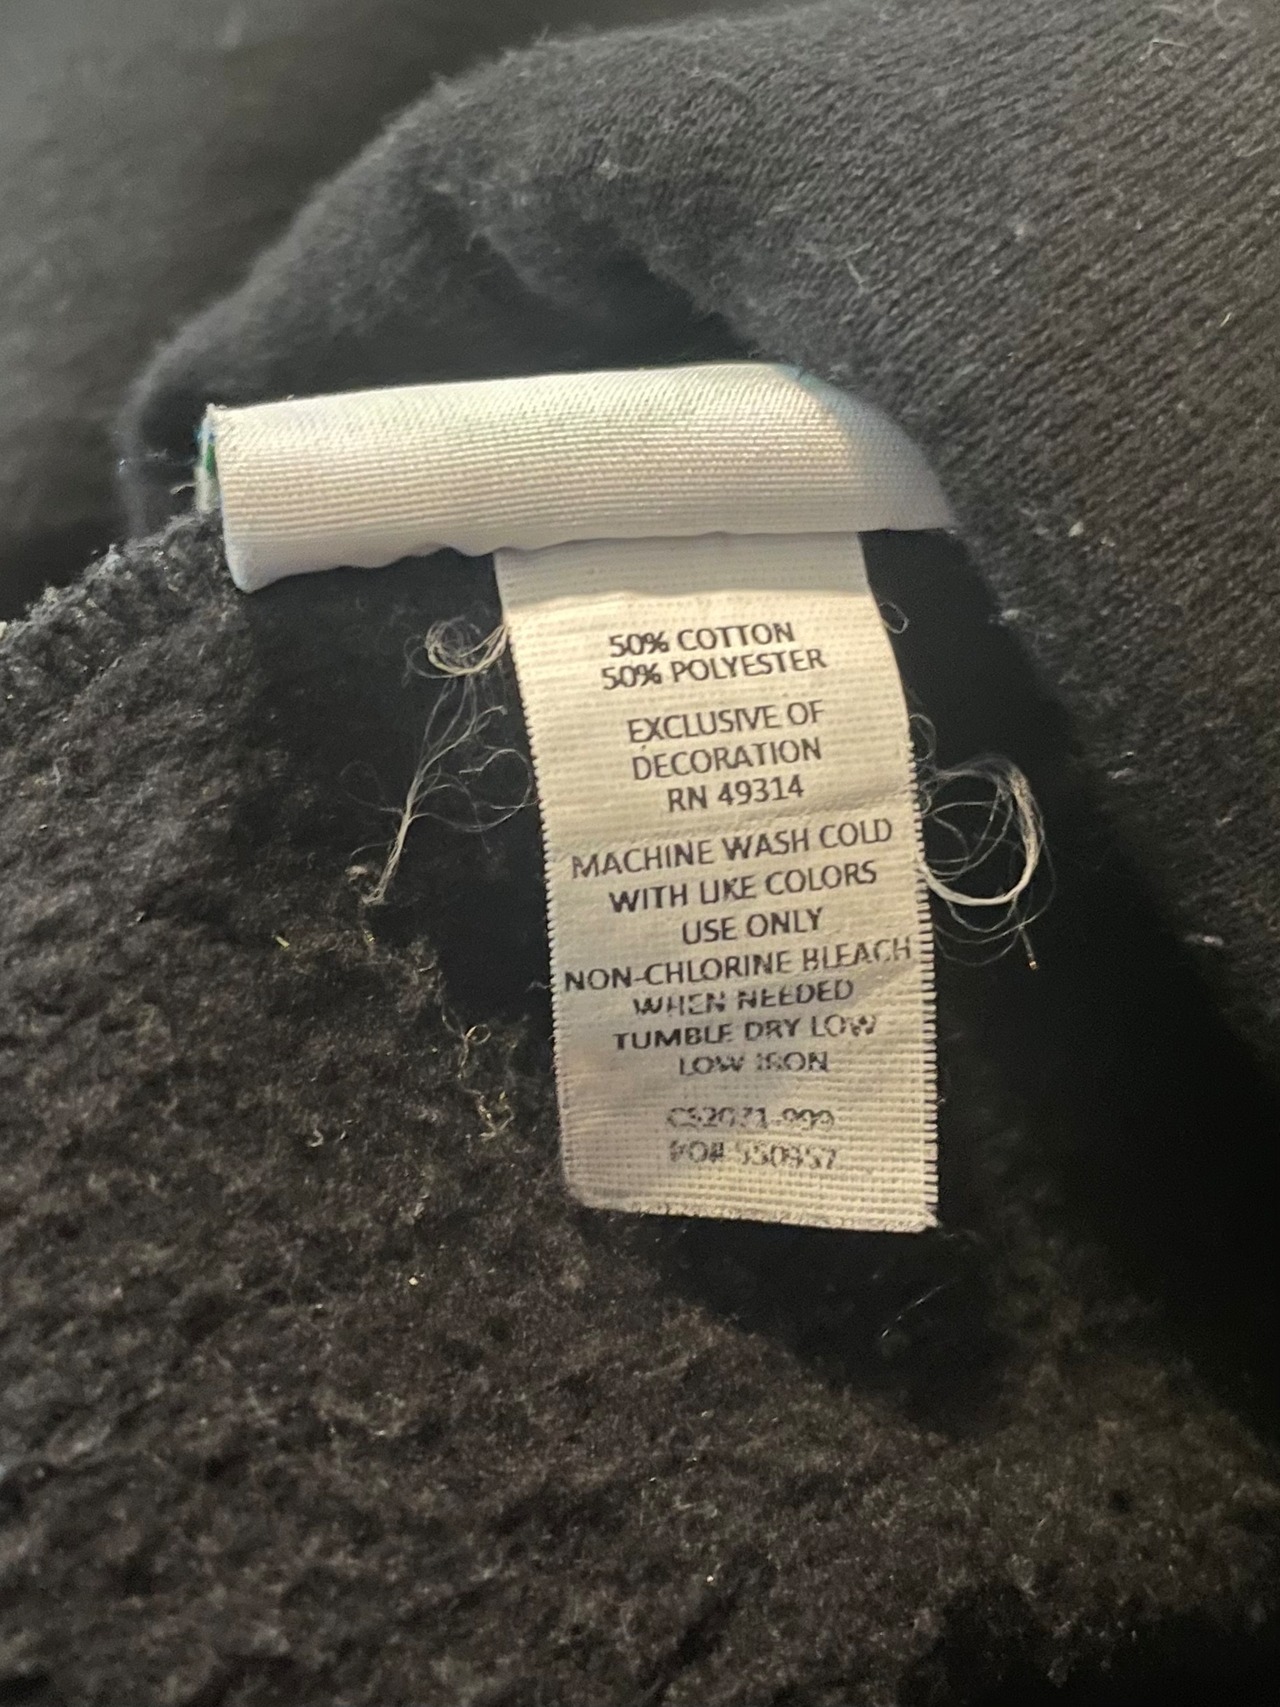 50% COTTON
50% POLYESTER
EXCLUSIVE OF
DECORATION
RN 49314
MACHINE WASH COLD
WITH LIKE COLORS
USE ONLY
NON-CHLORINE BLEACH
WHEN NEEDED
TUMBLE DRY LOW
LOW IRON
PO#